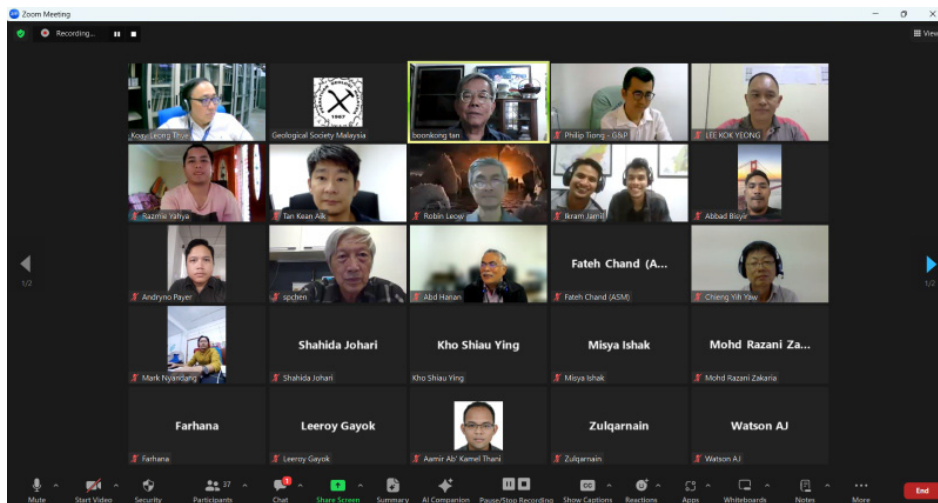 Zoom Meeting
Recording...
View
Geological Society Malaysia
boonkong tan
Philip Tiong - G&P
LEE KOK YEONG
Razmie Yahya
Tan Kean Aik
Robin Leow
Ikram Jamil
Abbad Bisyir
Andryno Payer
spchen
Abd Hanan
Fateh Chand (A...
Fateh Chand (ASM)
Chieng Yih Yaw
1/2
1/2
Mark Nyandang
Shahida Johari
Shahida Johari
Kho Shiau Ying
Kho Shiau Ying
Misya Ishak
Misya Ishak
Mohd Razani Za...
Mohd Razani Zakaria
Farhana
Farhana
Leeroy Gayok
Leeroy Gayok
Aamir Ab' Kamel Thani
Zulqarnain
Zulqarnain
Watson AJ
Watson AJ
Mute
Start Video
Security
Participants
37
Chat
1
Share Screen
Summary
AI Companion
Pause/Stop Recording
Show Captions
Reactions
Apps
Whiteboards
Notes
More
End